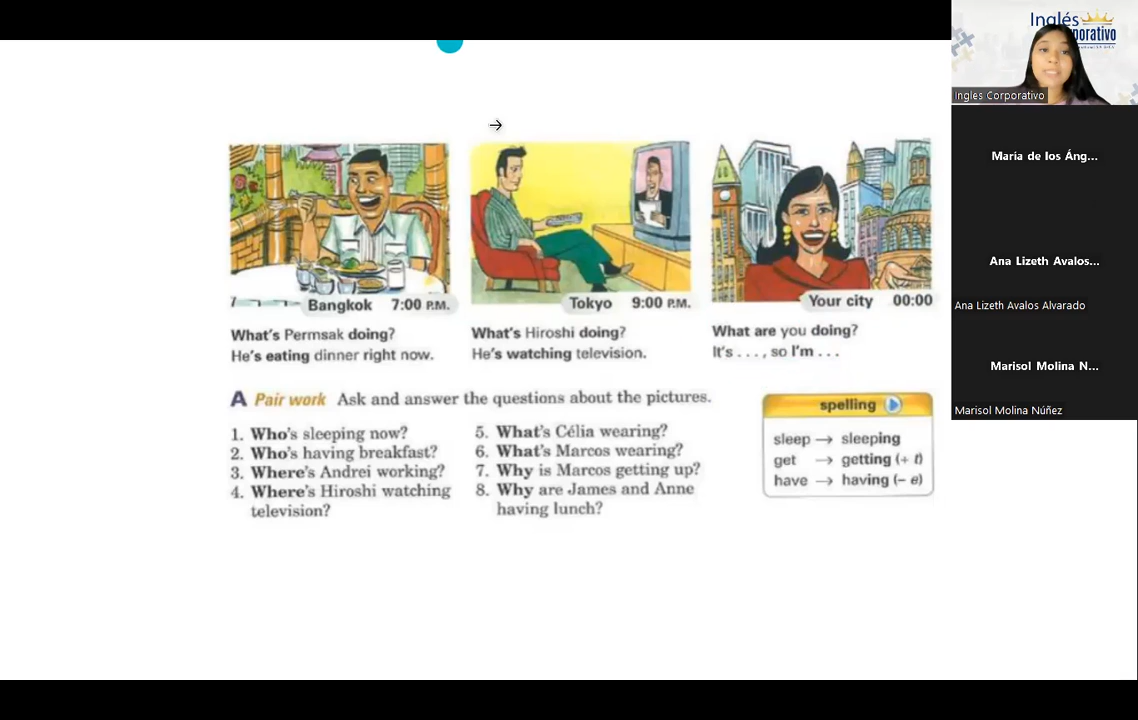 Bangkok 7:00 P.M.
What's Permsak doing?
He's eating dinner right now.
Tokyo 9:00 P.M.
What's Hiroshi doing?
He's watching television.
Your city 00:00
What are you doing?
It's . . . , so I'm . . .
A Pair work Ask and answer the questions about the pictures.
1. Who's sleeping now?
2. Who's having breakfast?
3. Where's Andrei working?
4. Where's Hiroshi watching
television?
5. What's Célia wearing?
6. What's Marcos wearing?
7. Why is Marcos getting up?
8. Why are James and Anne
having lunch?
spelling
sleep → sleeping
get → getting (+ t)
have → having (– e)
Inglés
Ingles Corporativo
Maria de los Áng...
Ana Lizeth Avalos...
Ana Lizeth Avalos Alvarado
Marisol Molina N...
Marisol Molina Núñez